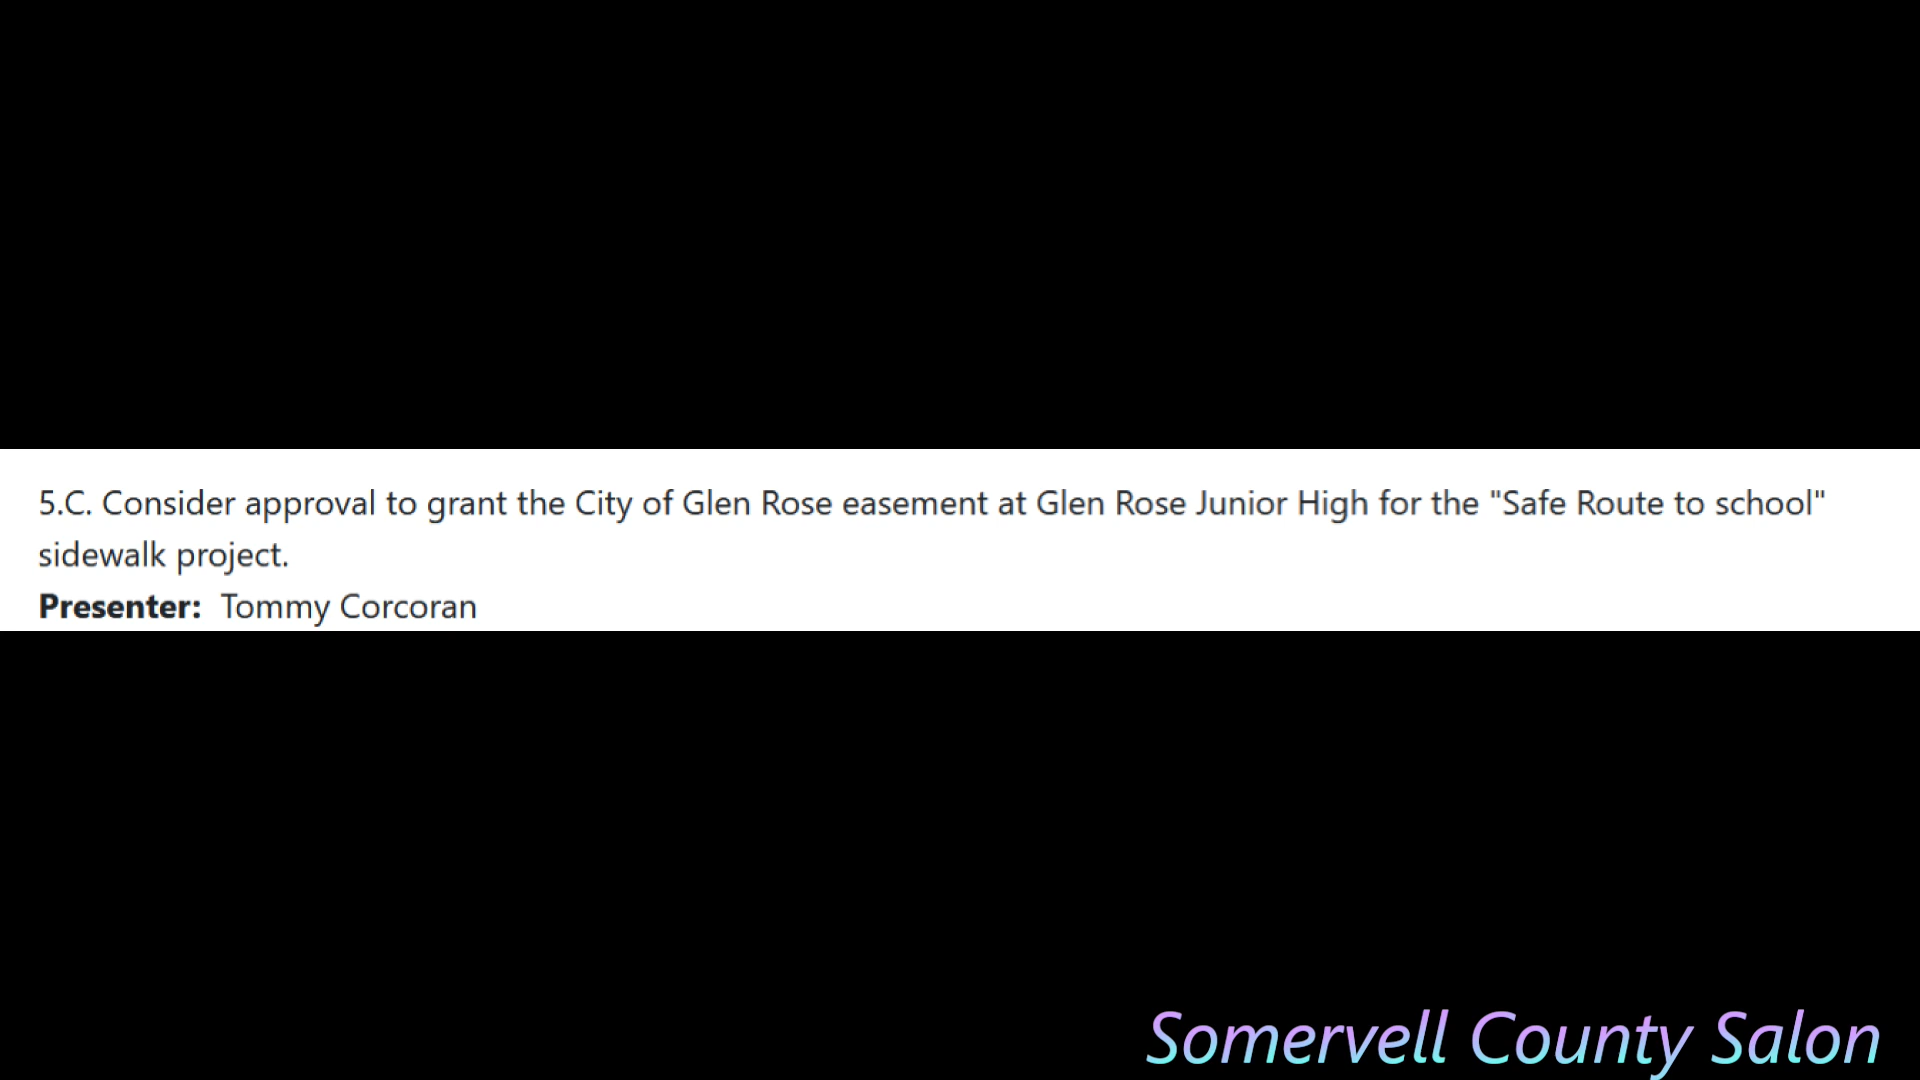 5.C. Consider approval to grant the City of Glen Rose easement at Glen Rose Junior High for the "Safe Route to school"
sidewalk project.
Presenter: Tommy Corcoran
Somervell County Salon